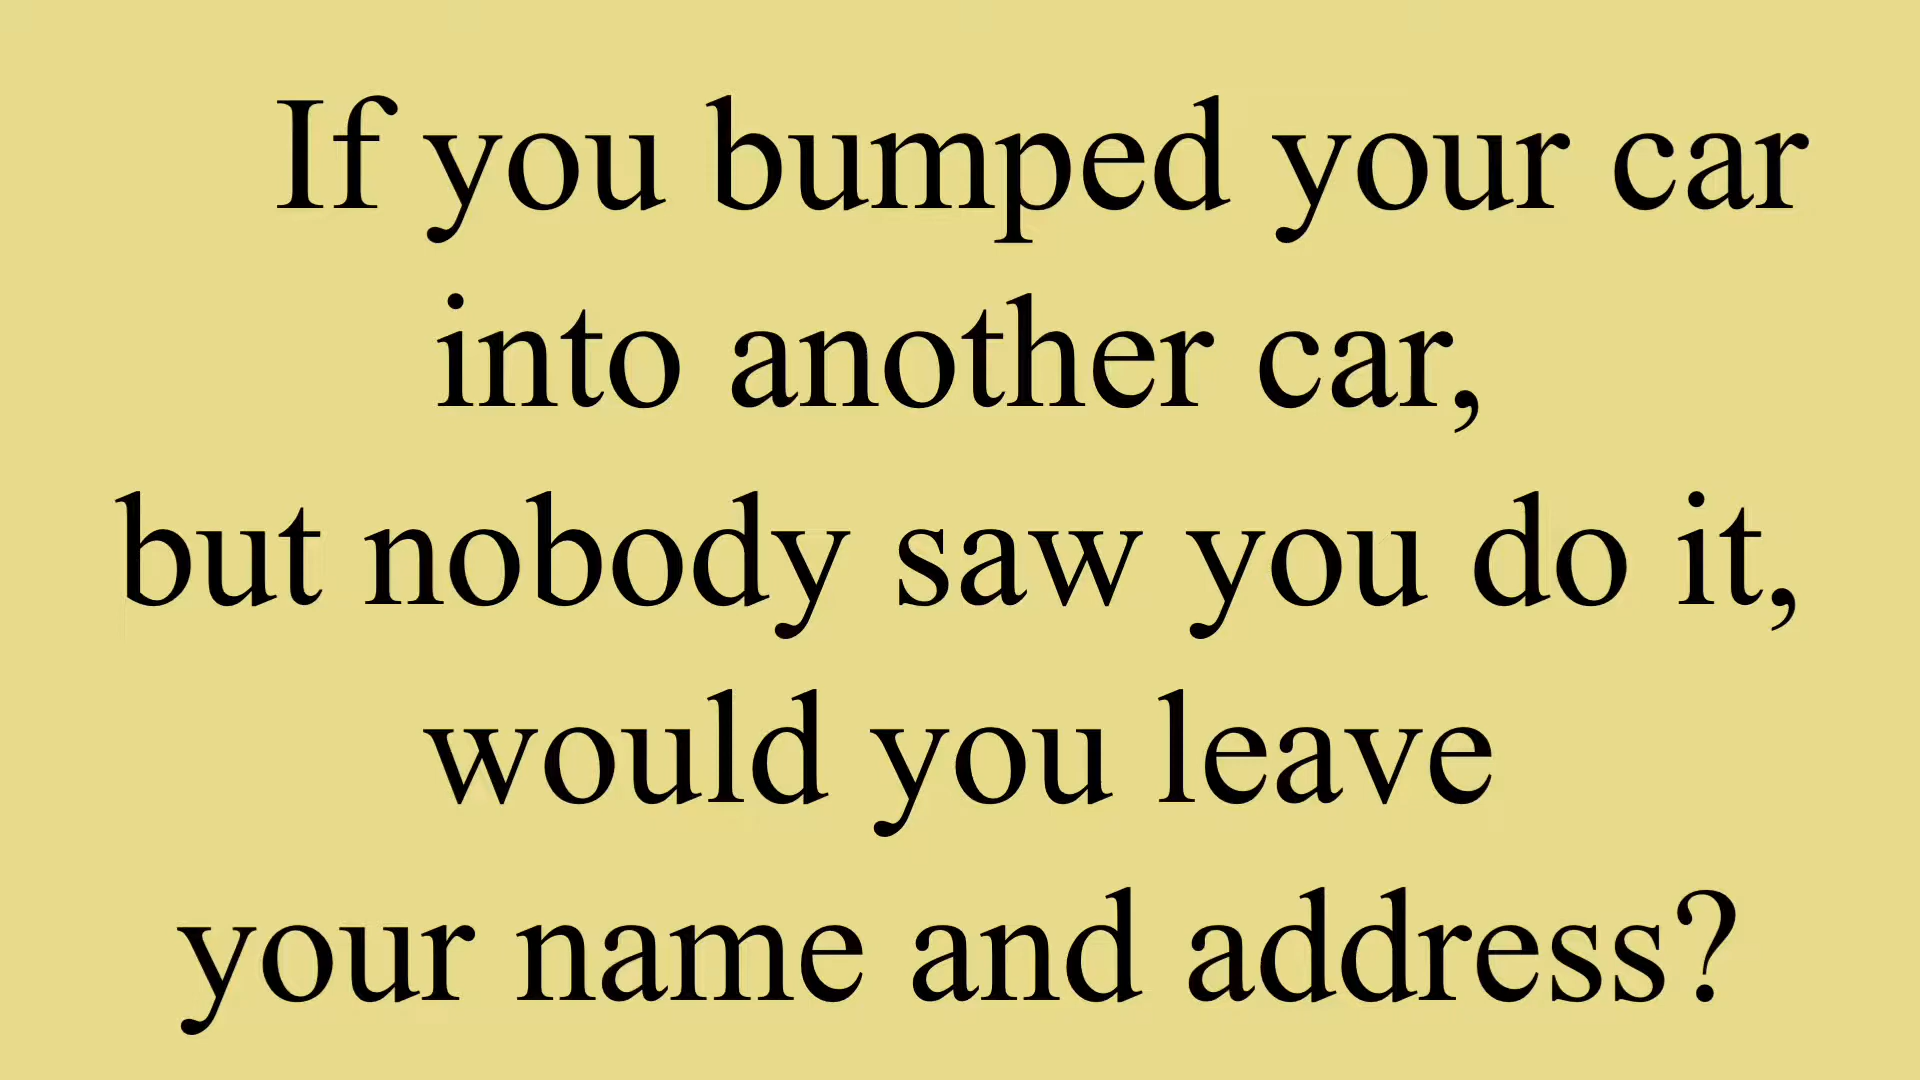 If you bumped your car
into another car,
but nobody saw you do it,
would you leave
your name and address?